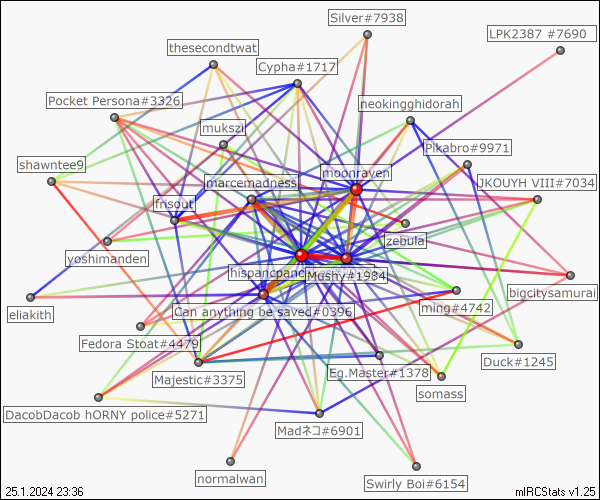 Silver#7938
LPK2387 #7690
thesecondtwat
Cypha#1717
Pocket Persona#3326
neokingghidorah
mukszi
Pikabro#9971
shawntee9
moonraven
marcemadness
JKOUYH VIII#7034
frisout
zebula
yoshimanden
hispancpanc
Mushy#1984
bigcitysamurai
eliakith
Can anything be saved#0396
ming#4742
Fedora Stoat#4479
Duck#1245
Majestic#3375
Eg.Master#1378
somass
DacobDacob hORNY police#5271
Madネコ#6901
normalwan
Swirly Boi#6154
25.1.2024 23:36
mIRCStats v1.25